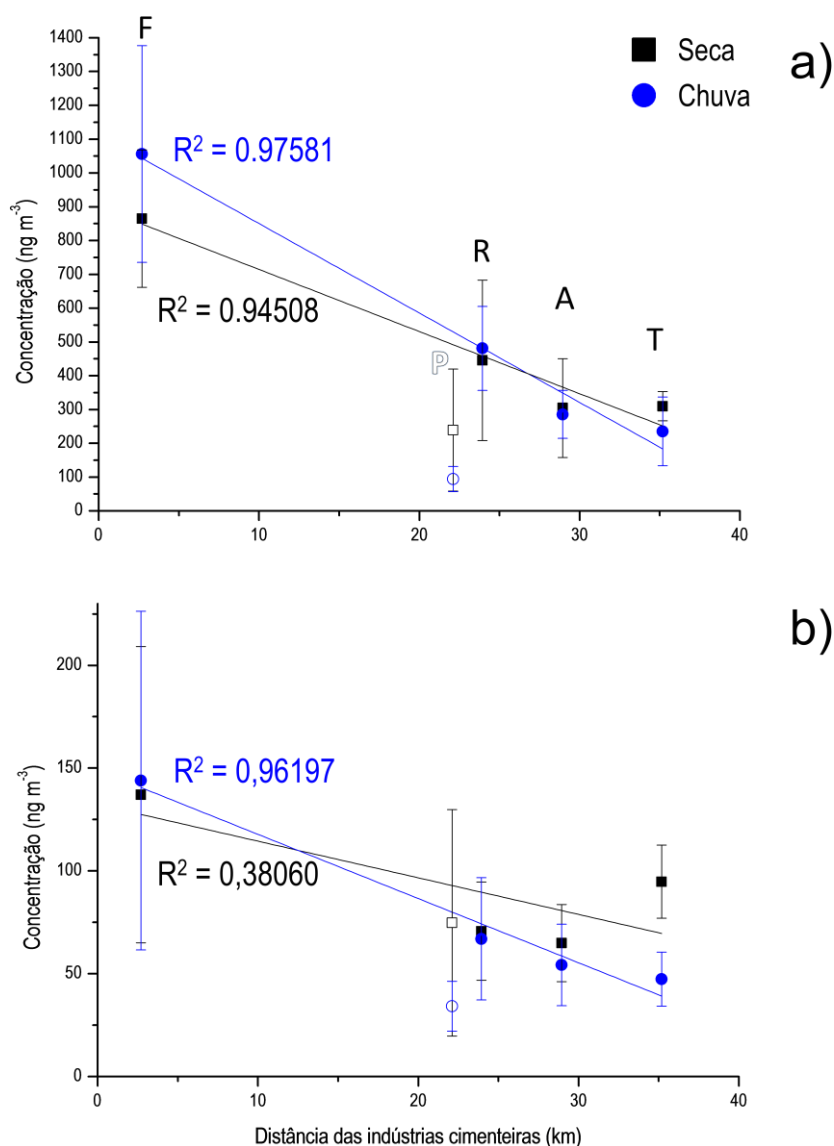 F
Seca
Chuva
a)
1400
1300
1200
1100
1000
900
800
700
600
500
400
300
200
100
0
Concentração (ng m⁻³)
R² = 0.97581
R² = 0.94508
P
R
A
T
0 10 20 30 40
b)
200
150
100
50
0
Concentração (ng m⁻³)
R² = 0,96197
R² = 0,38060
0 10 20 30 40
Distância das indústrias cimenteiras (km)